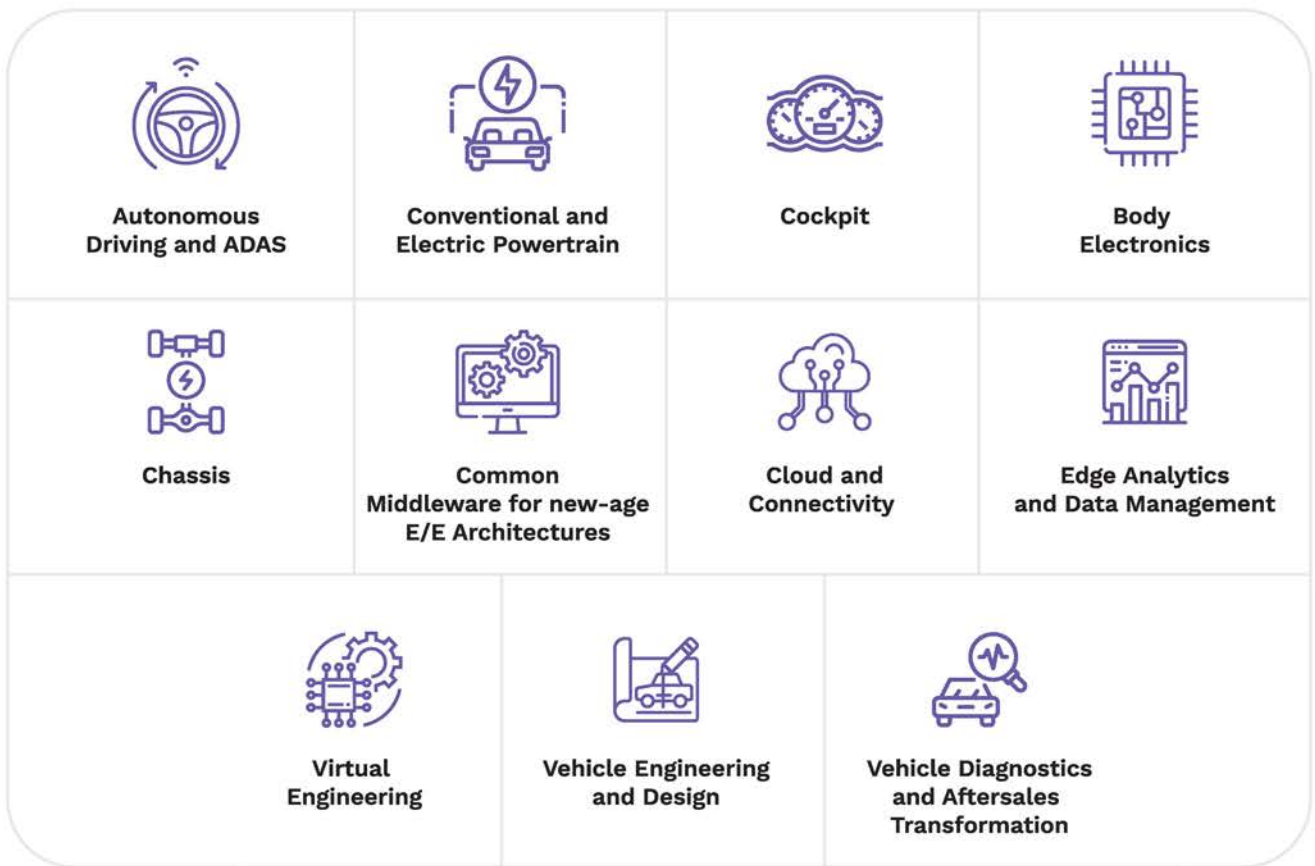 Autonomous
Driving and ADAS
Conventional and
Electric Powertrain
Cockpit
Body
Electronics
Chassis
Common
Middleware for new-age
E/E Architectures
Cloud and
Connectivity
Edge Analytics
and Data Management
Virtual
Engineering
Vehicle Engineering
and Design
Vehicle Diagnostics
and Aftersales
Transformation